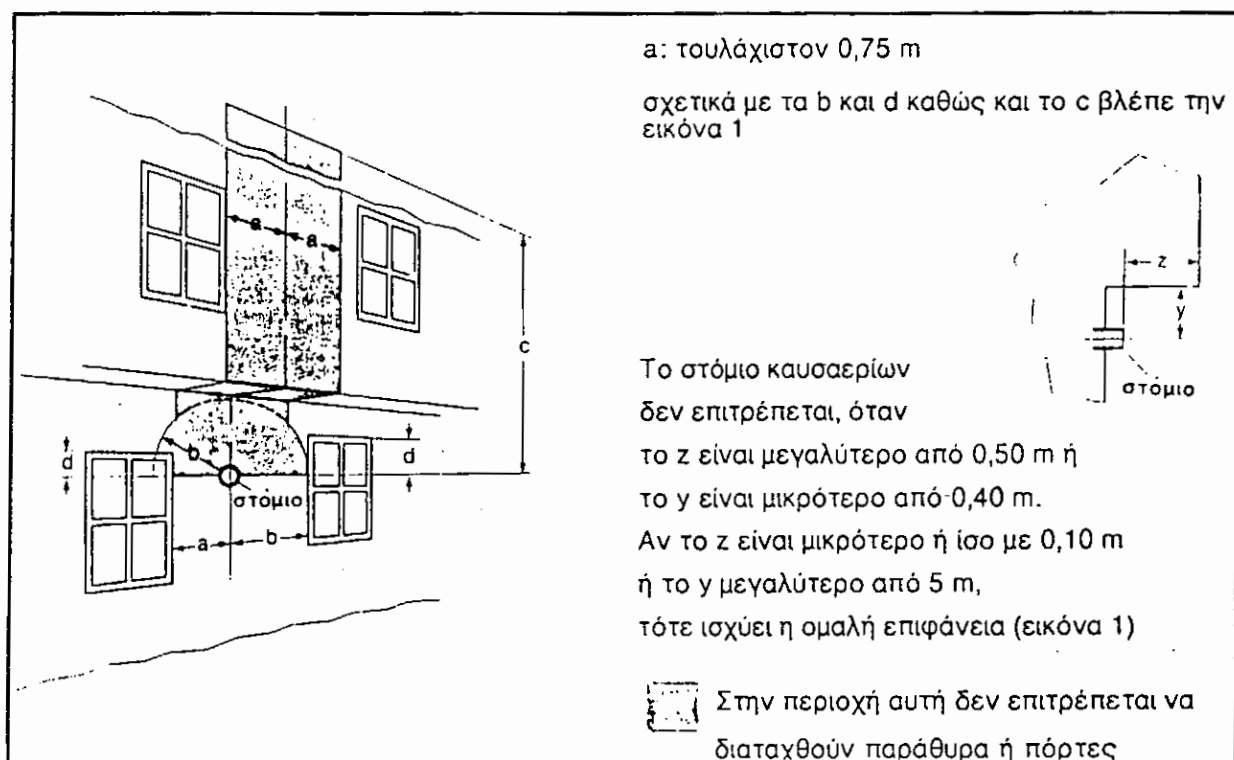 a: τουλάχιστον 0,75 m
σχετικά με τα b και d καθώς και το c βλέπε την
εικόνα 1
a
a
c
z
y
στόμιο
Το στόμιο καυσαερίων
δεν επιτρέπεται, όταν
το z είναι μεγαλύτερο από 0,50 m ή
το y είναι μικρότερο από 0,40 m.
Αν το z είναι μικρότερο ή ίσο με 0,10 m
ή το y μεγαλύτερο από 5 m,
τότε ισχύει η ομαλή επιφάνεια (εικόνα 1)
d
b
d
στόμιο
a
b
Στην περιοχή αυτή δεν επιτρέπεται να
διαταχθούν παράθυρα ή πόρτες